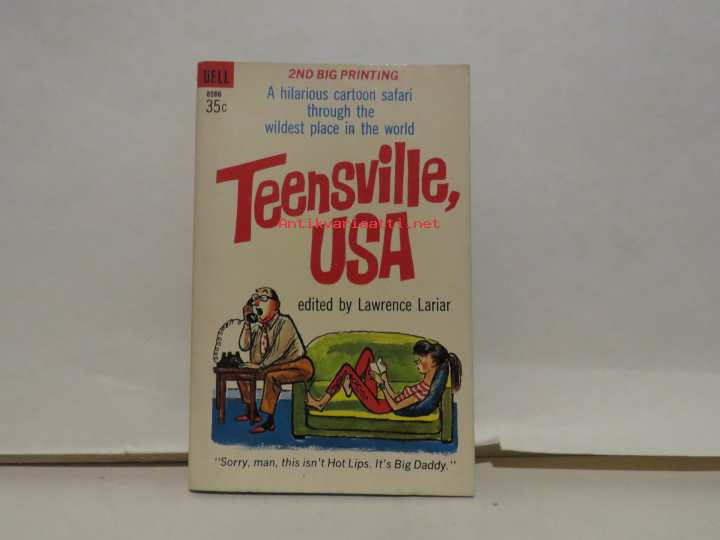 DELL
8586
35c
2ND BIG PRINTING
A hilarious cartoon safari
through the
wildest place in the world
Teensville,
Antikvariaatti.net
USA
edited by Lawrence Lariar
"Sorry, man, this isn't Hot Lips. It's Big Daddy."